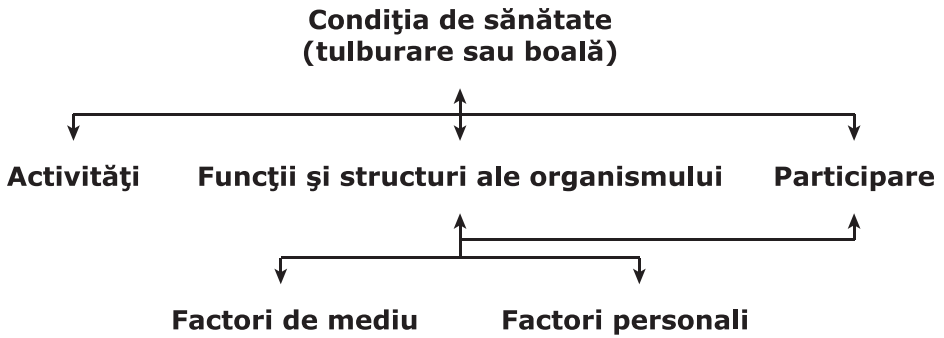 Condiţia de sănătate
(tulburare sau boală)
Activităţi Funcţii şi structuri ale organismului Participare
Factori de mediu Factori personali